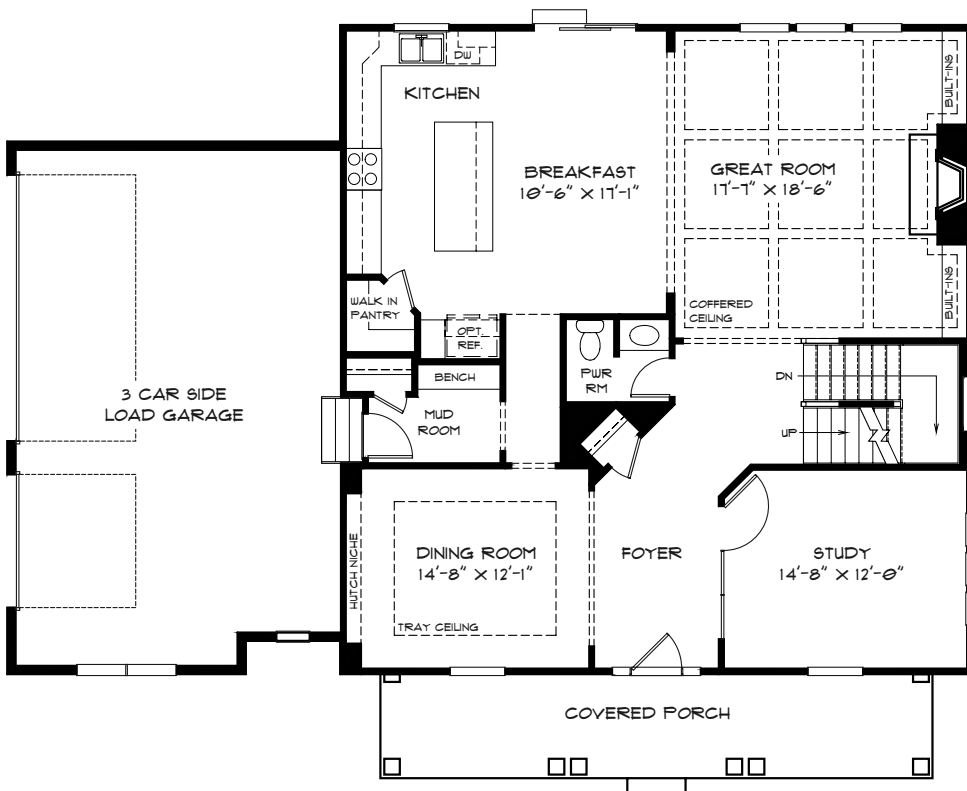 DW
KITCHEN
BUILT-INS
BREAKFAST
10'-6" X 17'-1"
GREAT ROOM
17'-7" X 18'-6"
WALK IN
PANTRY
COFFERED
CEILING
BUILT-INS
OPT.
REF.
PWR
RM
BENCH
DN
3 CAR SIDE
LOAD GARAGE
MUD
ROOM
UP
HUTCH NICHE
DINING ROOM
14'-8" X 12'-1"
FOYER
STUDY
14'-8" X 12'-0"
TRAY CEILING
COVERED PORCH